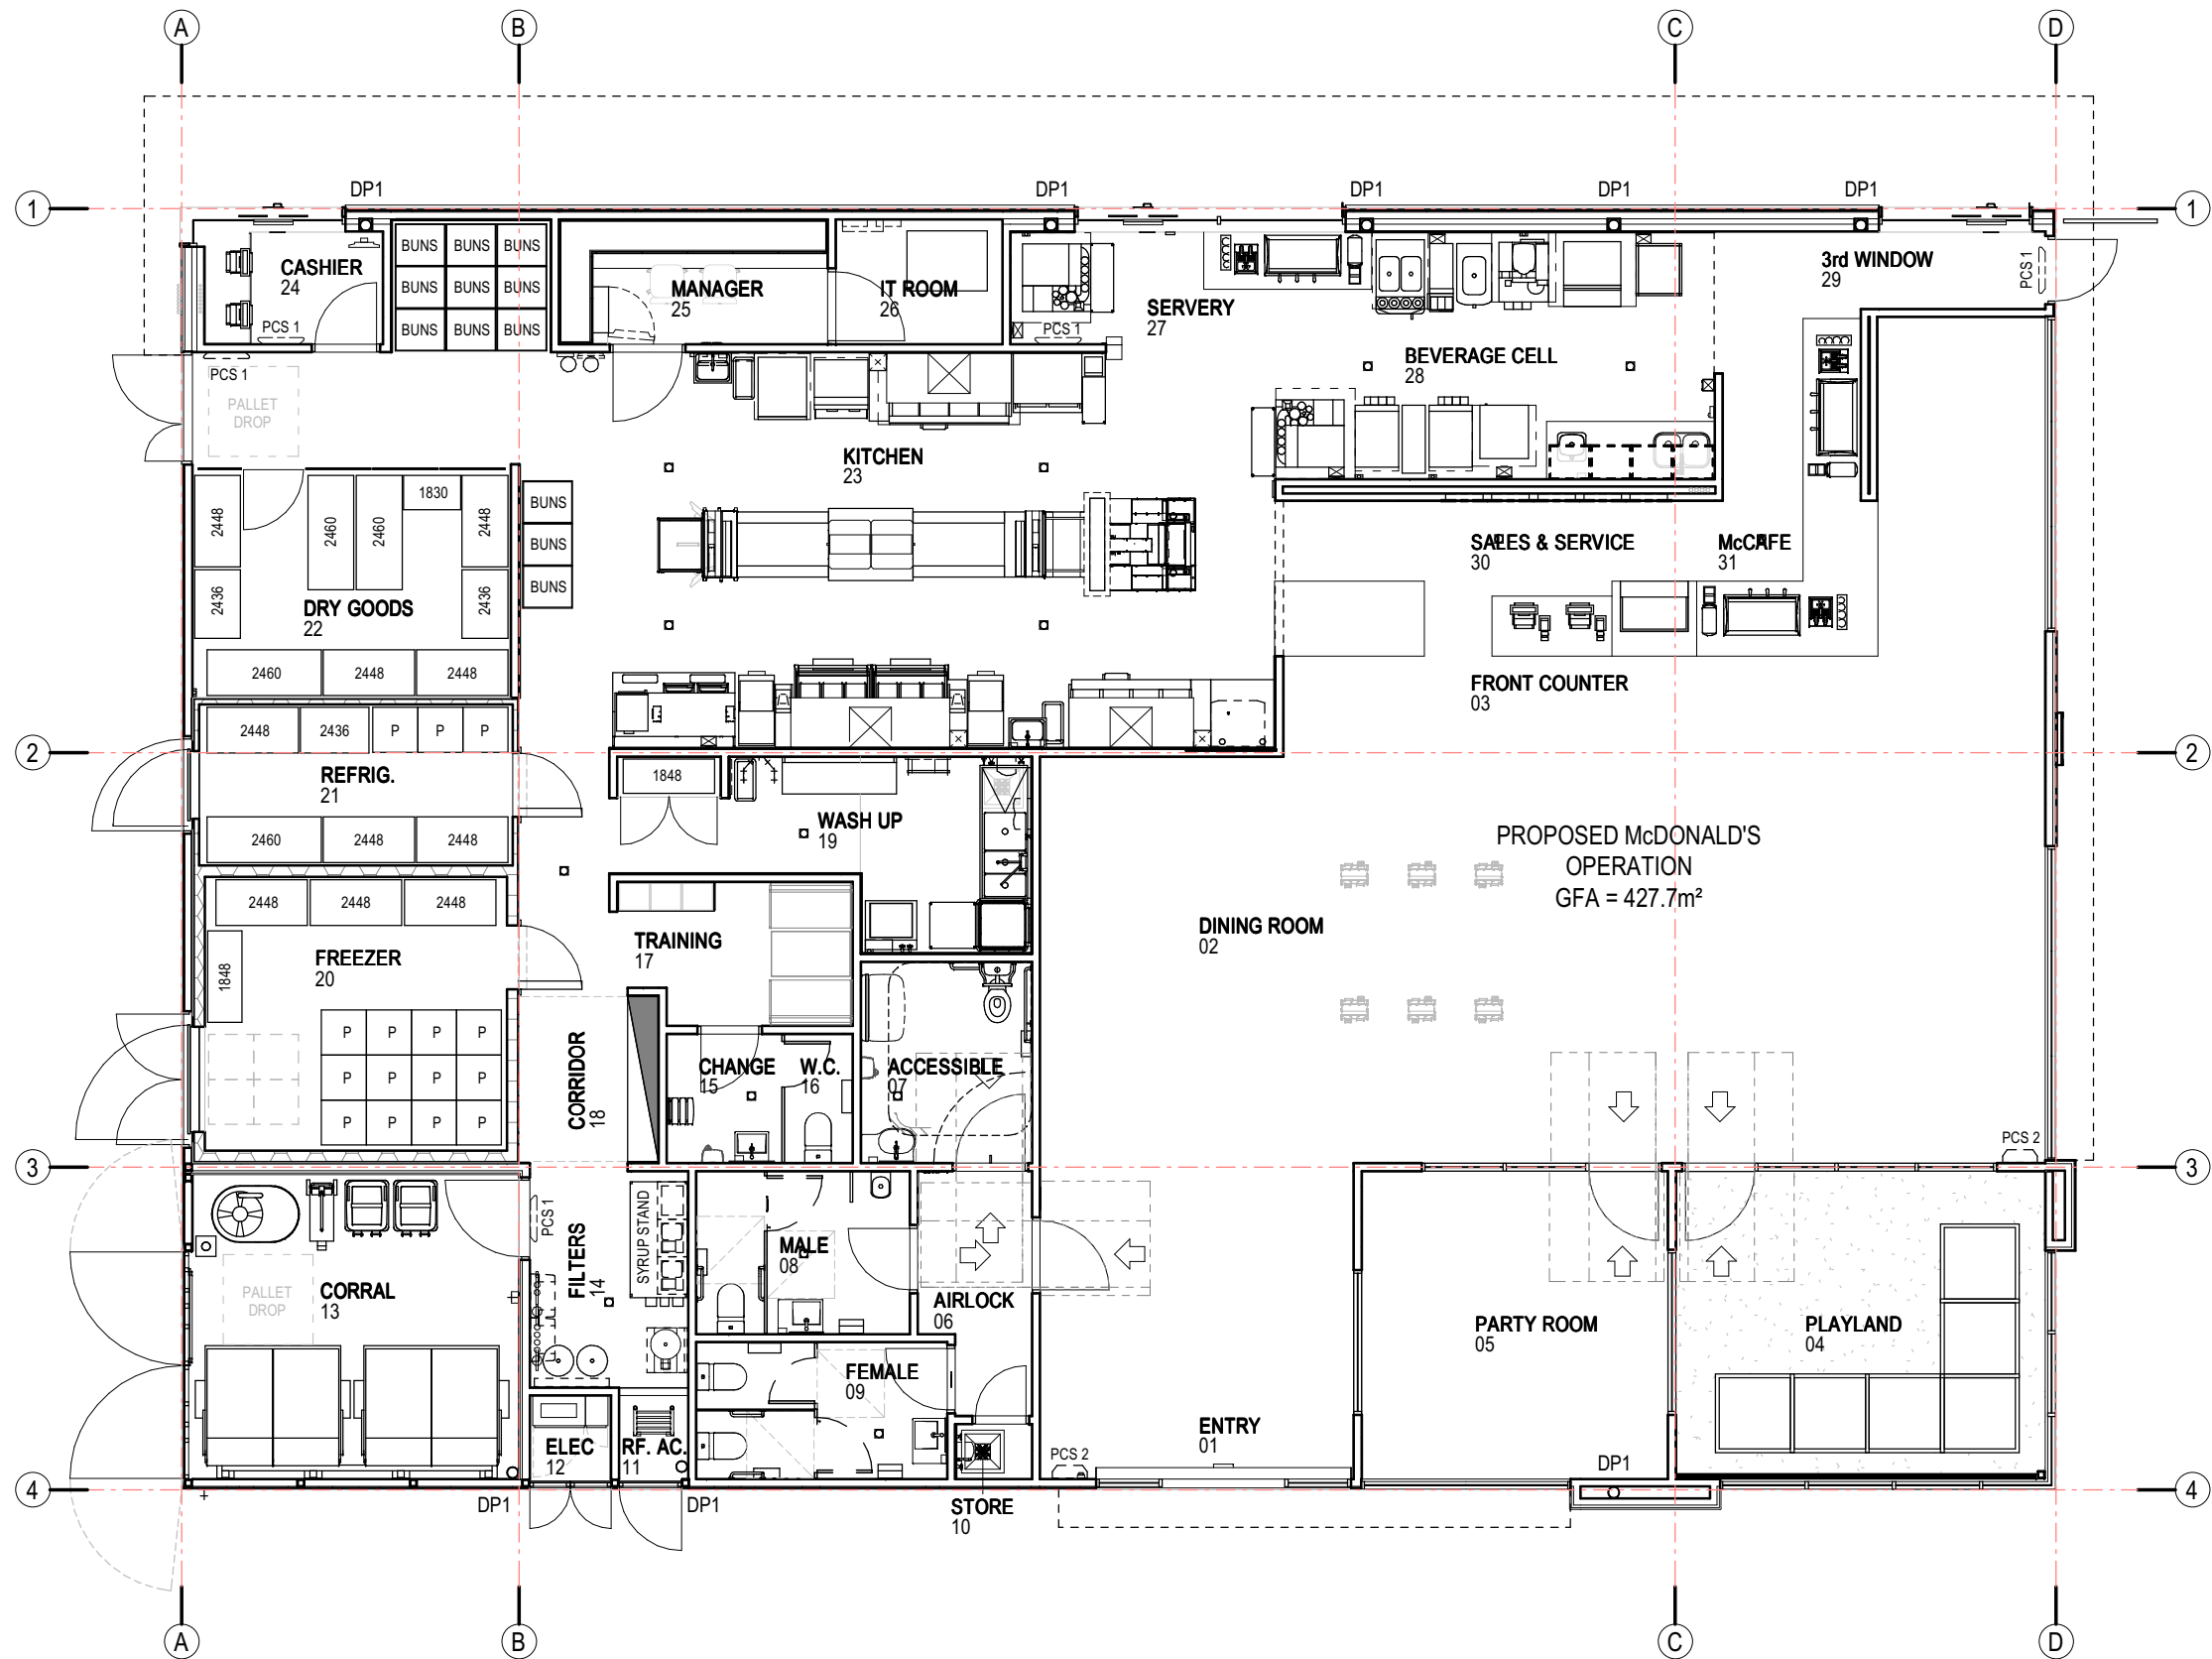 A
B
C
D
1
DP1
DP1
DP1
DP1
DP1
1
CASHIER
24
PCS 1
BUNS
BUNS
BUNS
BUNS
BUNS
BUNS
BUNS
BUNS
BUNS
MANAGER
25
IT ROOM
26
SERVERY
27
PCS 1
3rd WINDOW
29
PCS 1
BEVERAGE CELL
28
PCS 1
PALLET
DROP
KITCHEN
23
2448
2460
2460
1830
2448
2436
2436
DRY GOODS
22
2460
2448
2448
BUNS
BUNS
BUNS
SALES & SERVICE
30
McCAFE
31
FRONT COUNTER
03
2
2448
2436
P
P
P
2
REFRIG.
21
2460
2448
2448
1848
WASH UP
19
PROPOSED McDONALD'S
OPERATION
GFA = 427.7m²
2448
2448
2448
FREEZER
20
1848
P
P
P
P
P
P
P
P
P
P
P
P
TRAINING
17
DINING ROOM
02
CORRIDOR
18
CHANGE
15
W.C.
16
ACCESSIBLE
07
PCS 2
3
3
PCS 1
FILTERS
14
SYRUP STAND
MALE
08
AIRLOCK
06
PALLET
DROP
CORRAL
13
PARTY ROOM
05
PLAYLAND
04
FEMALE
09
ELEC
12
RF. AC.
11
ENTRY
01
PCS 2
DP1
4
DP1
DP1
STORE
10
4
A
B
C
D